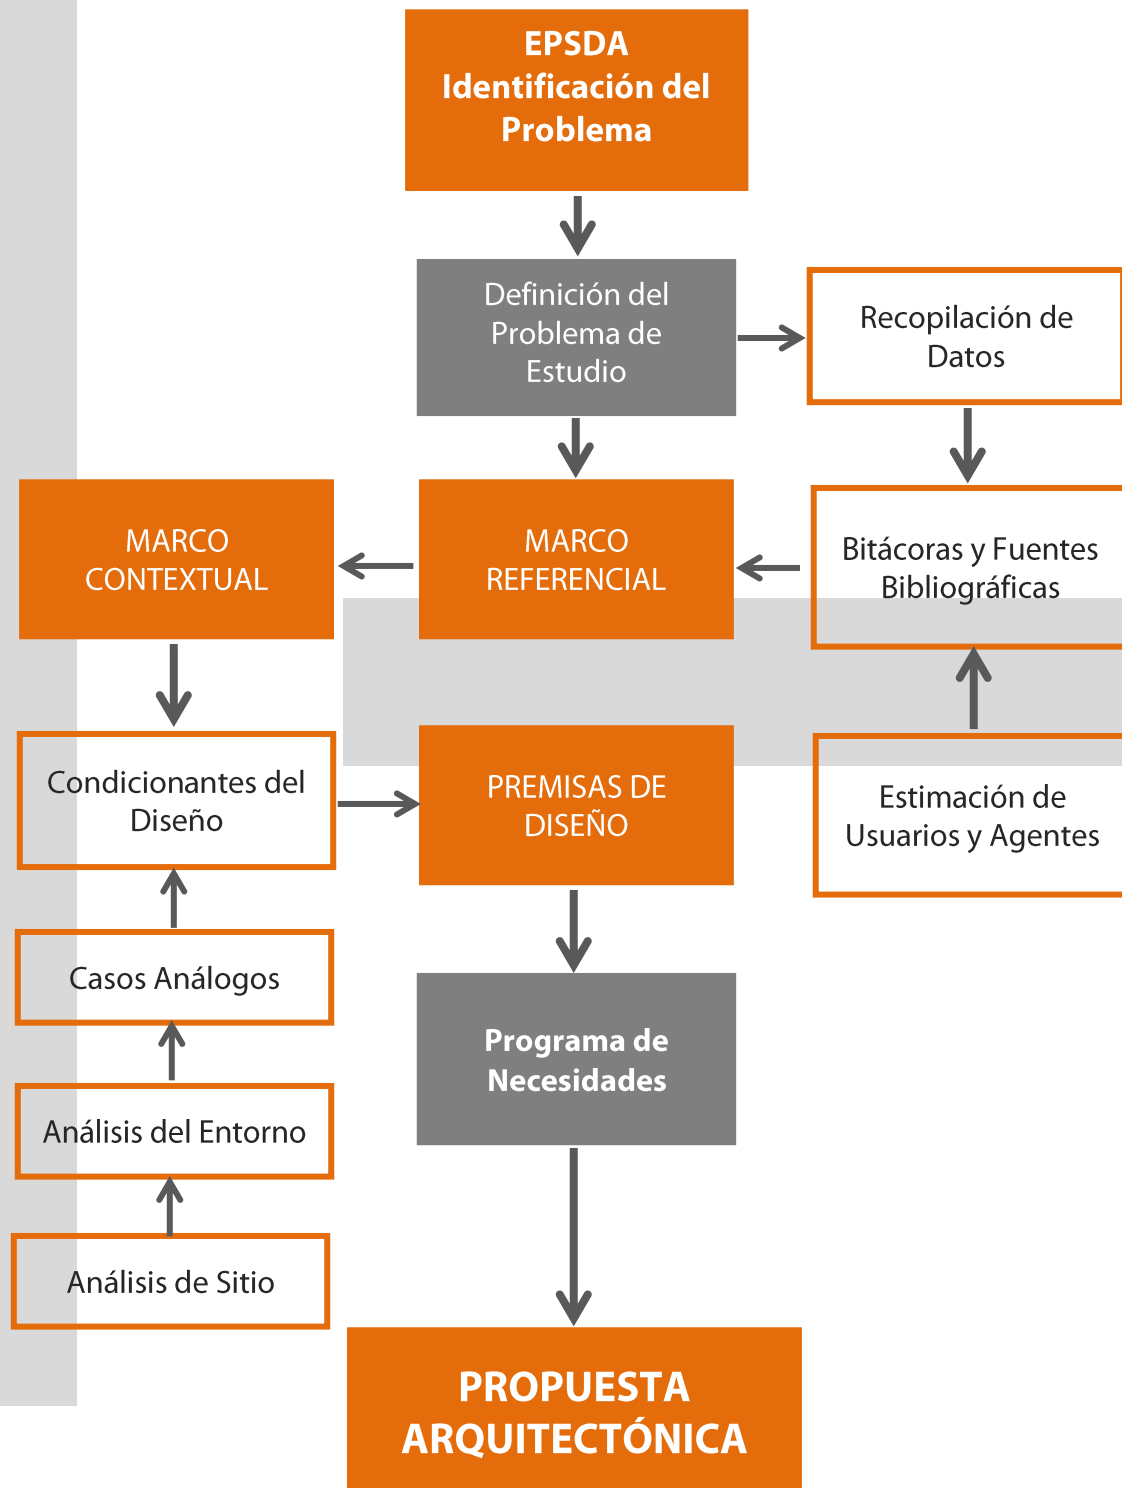 EPSDA
Identificación del
Problema
Definición del
Problema de
Estudio
Recopilación de
Datos
MARCO
CONTEXTUAL
MARCO
REFERENCIAL
Bitácoras y Fuentes
Bibliográficas
Condicionantes del
Diseño
PREMISAS DE
DISEÑO
Estimación de
Usuarios y Agentes
Casos Análogos
Programa de
Necesidades
Análisis del Entorno
Análisis de Sitio
PROPUESTA
ARQUITECTÓNICA